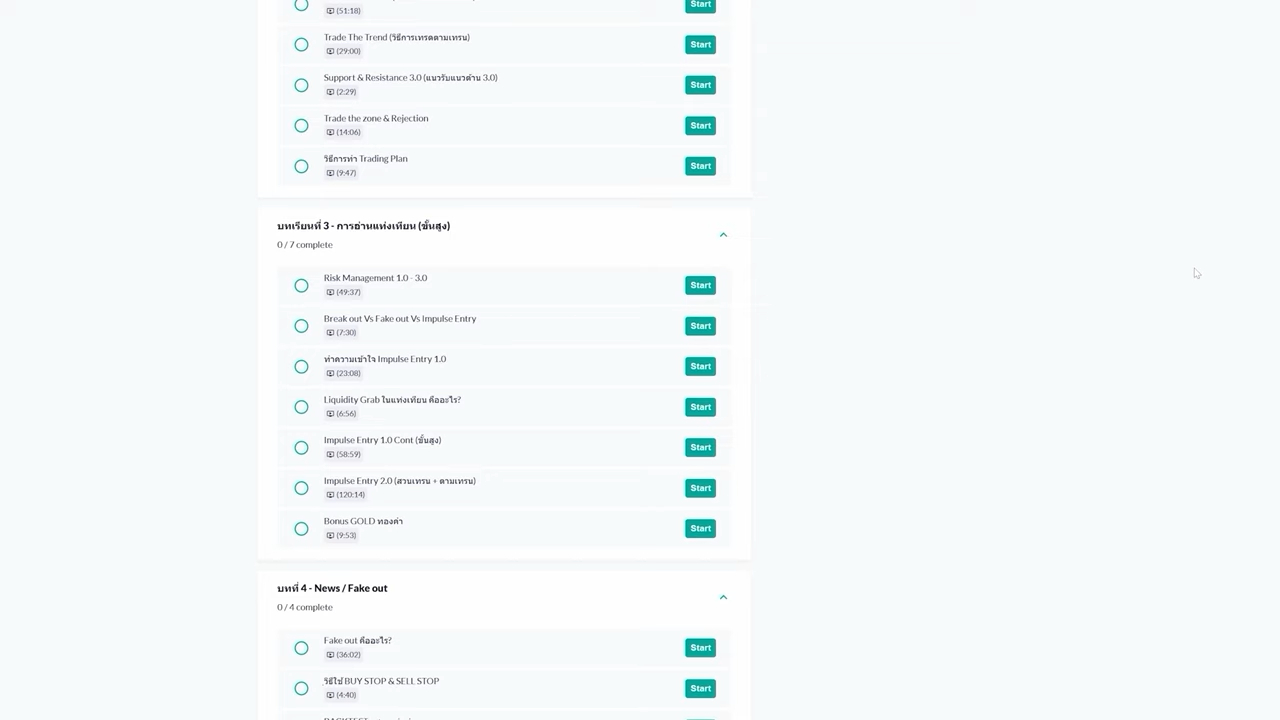 (51:18)
Start
Trade The Trend (วิธีการเทรดตามเทรน)
(29:00)
Start
Support & Resistance 3.0 (แนวรับแนวต้าน 3.0)
(2:29)
Start
Trade the zone & Rejection
(14:06)
Start
วิธีการทำ Trading Plan
(9:47)
Start
บทเรียนที่ 3 - การอ่านแท่งเทียน (ขั้นสูง)
0 / 7 complete
Risk Management 1.0 - 3.0
(49:37)
Start
Break out Vs Fake out Vs Impulse Entry
(7:30)
Start
ทำความเข้าใจ Impulse Entry 1.0
(23:08)
Start
Liquidity Grab ในแท่งเทียน คืออะไร?
(6:56)
Start
Impulse Entry 1.0 Cont (ขั้นสูง)
(58:59)
Start
Impulse Entry 2.0 (สวนเทรน + ตามเทรน)
(120:14)
Start
Bonus GOLD ทองคำ
(9:53)
Start
บทที่ 4 - News / Fake out
0 / 4 complete
Fake out คืออะไร?
(36:02)
Start
วิธีใช้ BUY STOP & SELL STOP
(4:40)
Start